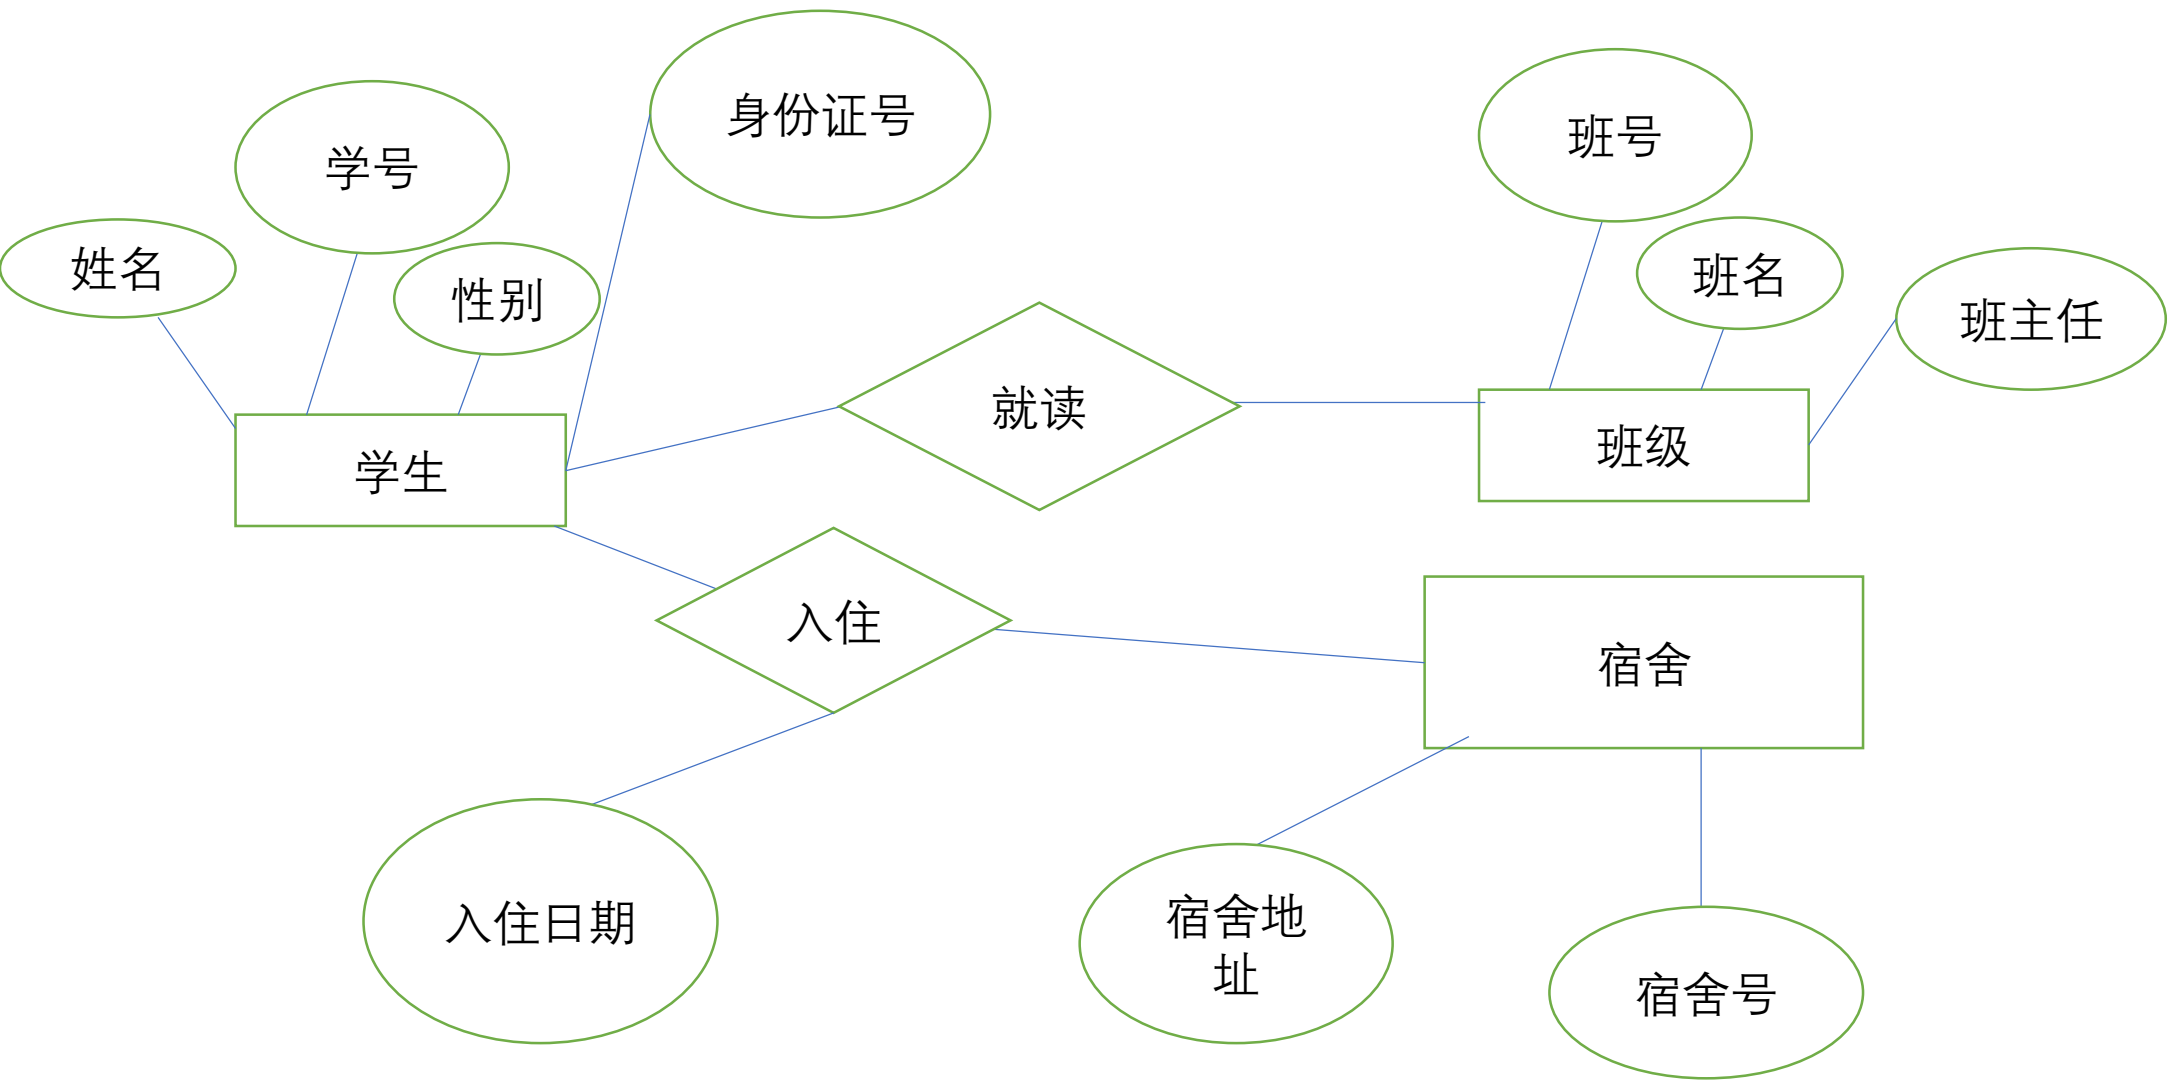 身份证号
班号
学号
姓名
性别
班名
班主任
就读
学生
班级
入住
宿舍
入住日期
宿舍地
址
宿舍号